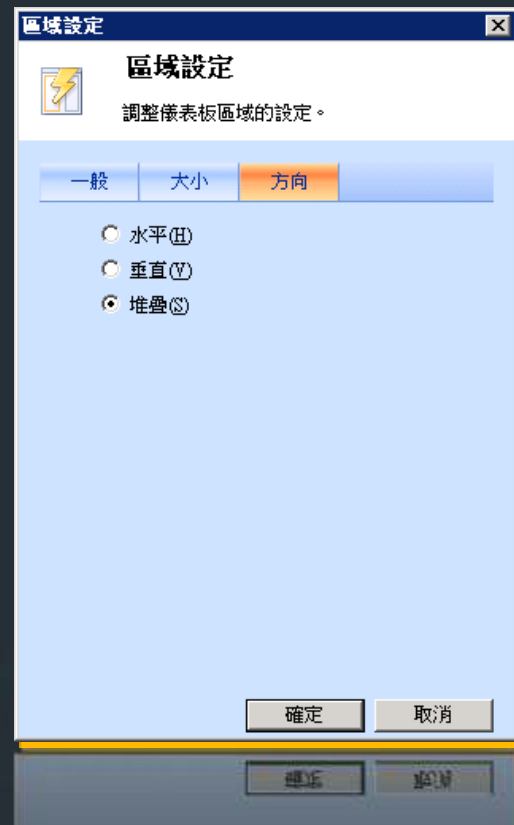 區域設定
區域設定
調整儀表板區域的設定。
一般 大小 方向
水平(H)
垂直(V)
堆疊(S)
確定 取消